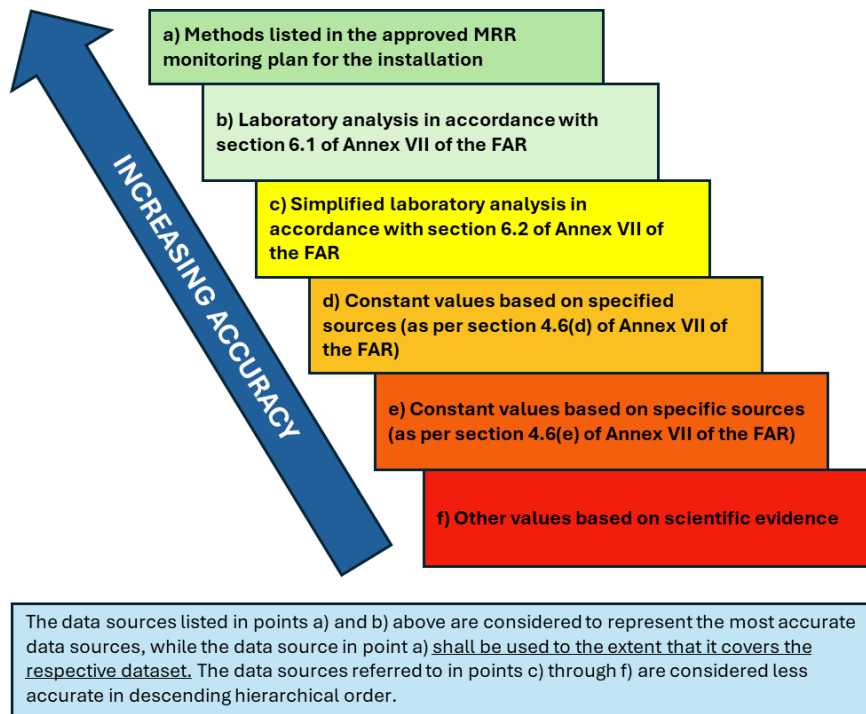 a) Methods listed in the approved MRR
monitoring plan for the installation
b) Laboratory analysis in accordance with
section 6.1 of Annex VII of the FAR
c) Simplified laboratory analysis in
accordance with section 6.2 of Annex VII of
the FAR
d) Constant values based on specified
sources (as per section 4.6(d) of Annex VII of
the FAR)
e) Constant values based on specific sources
(as per section 4.6(e) of Annex VII of the FAR)
f) Other values based on scientific evidence
INCREASING ACCURACY
The data sources listed in points a) and b) above are considered to represent the most accurate
data sources, while the data source in point a) shall be used to the extent that it covers the
respective dataset. The data sources referred to in points c) through f) are considered less
accurate in descending hierarchical order.